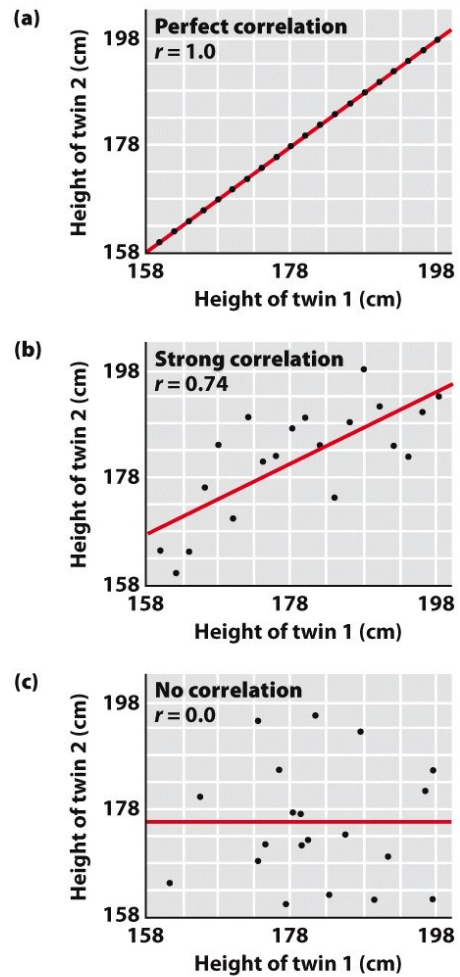 (a)
Perfect correlation
r = 1.0
Height of twin 2 (cm)
198
178
158
158 178 198
Height of twin 1 (cm)
(b)
Strong correlation
r = 0.74
Height of twin 2 (cm)
198
178
158
158 178 198
Height of twin 1 (cm)
(c)
No correlation
r = 0.0
Height of twin 2 (cm)
198
178
158
158 178 198
Height of twin 1 (cm)